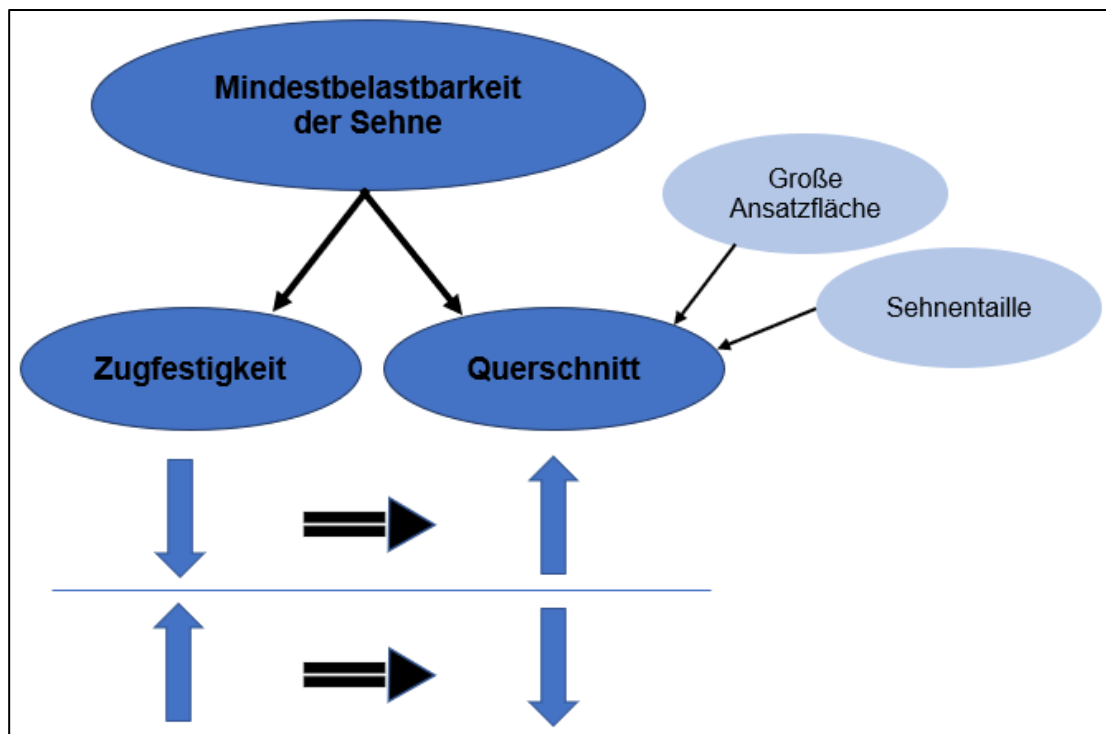 Mindestbelastbarkeit
der Sehne
Große
Ansatzfläche
Sehnentaille
Zugfestigkeit
Querschnitt